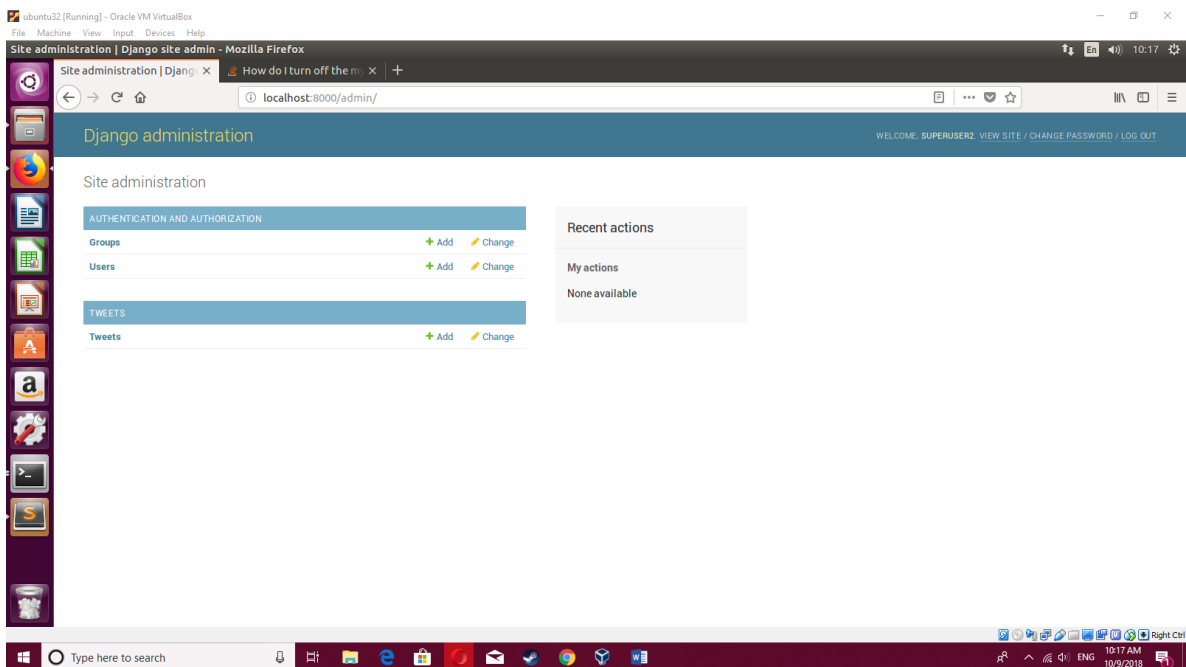 ubuntu32 [Running] - Oracle VM VirtualBox
File Machine View Input Devices Help
Site administration | Django site admin - Mozilla Firefox
En 10:17
Site administration | Djang
How do I turn off the m
localhost:8000/admin/
Django administration
WELCOME, SUPERUSER2. VIEW SITE / CHANGE PASSWORD / LOG OUT
Site administration
AUTHENTICATION AND AUTHORIZATION
Groups + Add Change
Users + Add Change
TWEETS
Tweets + Add Change
Recent actions
My actions
None available
Right Ctrl
Type here to search
ENG
10:17 AM
10/9/2018